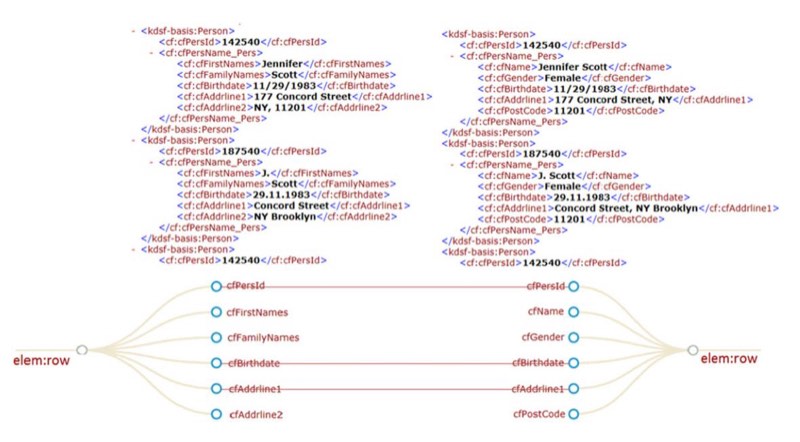 - <kdsf-basis:Person>
<cf:cfPersId>142540</cf:cfPersId>
- <cf:cfPersName_Pers>
<cf:cfFirstNames>Jennifer</cf:cfFirstNames>
<cf:cfFamilyNames>Scott</cf:cfFamilyNames>
<cf:cfBirthdate>11/29/1983</cf:cfBirthdate>
<cf:cfAddrline1>177 Concord Street</cf:cfAddrline1>
<cf:cfAddrline2>NY, 11201</cf:cfAddrline2>
</cf:cfPersName_Pers>
</kdsf-basis:Person>
- <kdsf-basis:Person>
<cf:cfPersId>187540</cf:cfPersId>
- <cf:cfPersName_Pers>
<cf:cfFirstNames>J.</cf:cfFirstNames>
<cf:cfFamilyNames>Scott</cf:cfFamilyNames>
<cf:cfBirthdate>29.11.1983</cf:cfBirthdate>
<cf:cfAddrline1>Concord Street</cf:cfAddrline1>
<cf:cfAddrline2>NY Brooklyn</cf:cfAddrline2>
</cf:cfPersName_Pers>
</kdsf-basis:Person>
- <kdsf-basis:Person>
<cf:cfPersId>142540</cf:cfPersId>
<kdsf-basis:Person>
<cf:cfPersId>142540</cf:cfPersId>
- <cf:cfPersName_Pers>
<cf:cfName>Jennifer Scott</cf:cfName>
<cf:cfGender>Female</cf cfGender>
<cf:cfBirthdate>11/29/1983</cf:cfBirthdate>
<cf:cfAddrline1>177 Concord Street, NY</cf:cfAddrline1>
<cf:cfPostCode>11201</cf:cfPostCode>
</cf:cfPersName_Pers>
</kdsf-basis:Person>
<kdsf-basis:Person>
<cf:cfPersId>187540</cf:cfPersId>
- <cf:cfPersName_Pers>
<cf:cfName>J. Scott</cf:cfName>
<cf:cfGender>Female</cf cfGender>
<cf:cfBirthdate>29.11.1983</cf:cfBirthdate>
<cf:cfAddrline1>Concord Street, NY Brooklyn</cf:cfAddrline1>
<cf:cfPostCode>11201</cf:cfPostCode>
</cf:cfPersName_Pers>
</kdsf-basis:Person>
<kdsf-basis:Person>
<cf:cfPersId>142540</cf:cfPersId>
elem:row
cfPersId
cfFirstNames
cfFamilyNames
cfBirthdate
cfAddrline1
cfAddrline2
cfPersId
cfName
cfGender
cfBirthdate
cfAddrline1
cfPostCode
elem:row